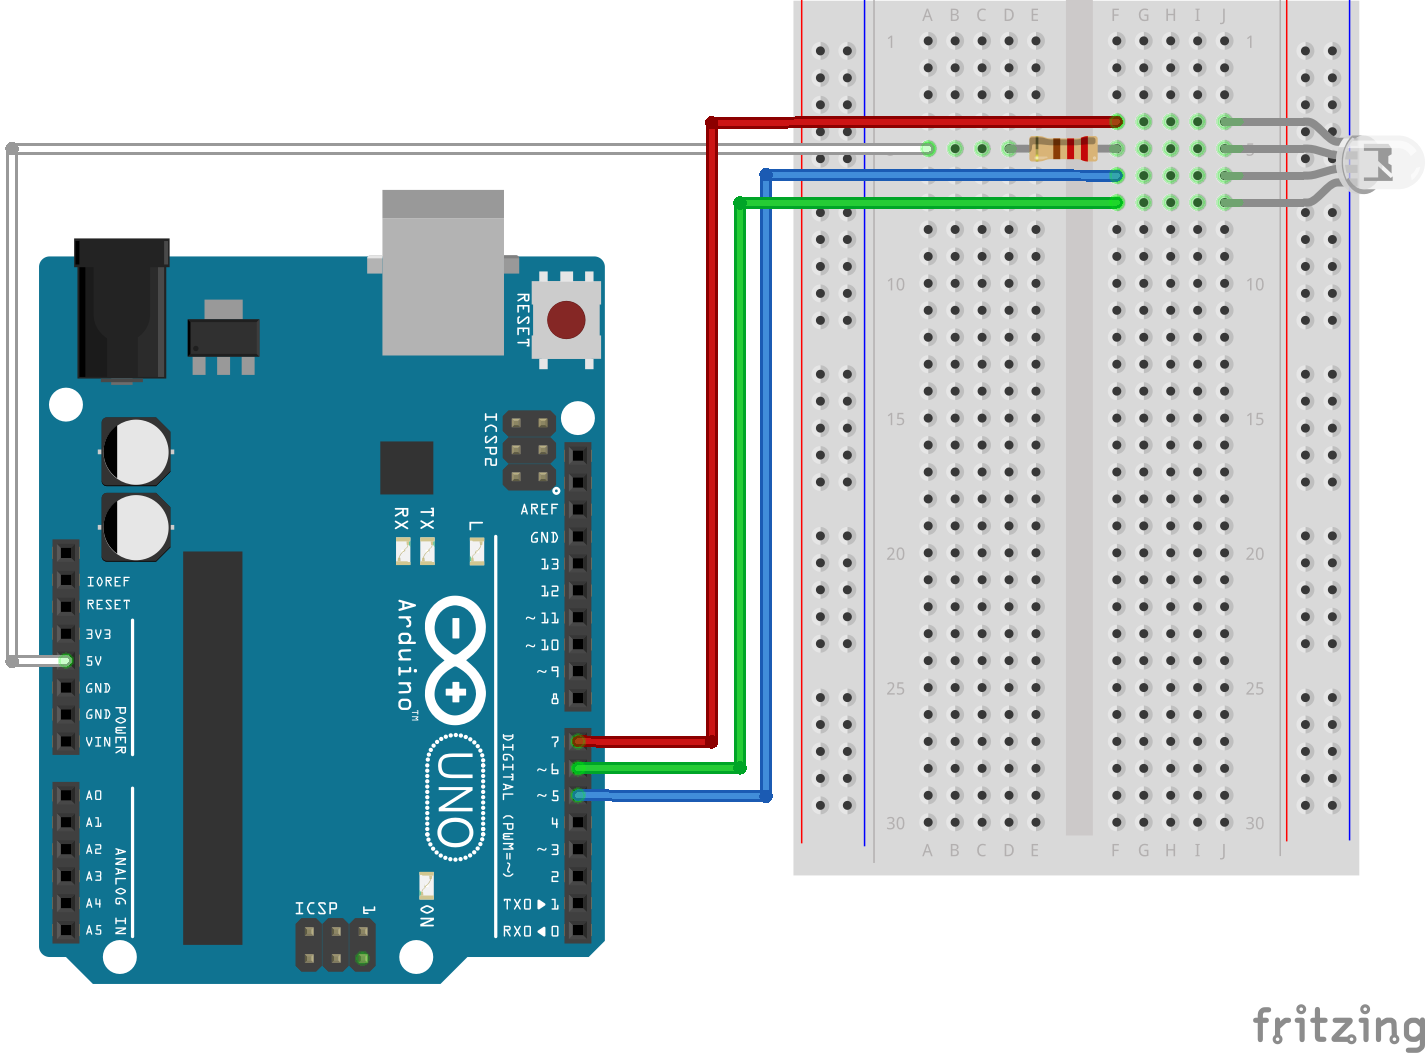 A B C D E F G H I J
1 1
10 10
15 15
20 20
25 25
30 30
A B C D E F G H I J
RESET
ICSP2
AREF
GND
13
12
~11
~10
~9
8
7
~6
~5
4
~3
2
TX0▶1
RX0◀0
DIGITAL (PWM=~)
RX
TX
L
Arduino™
UNO
IOREF
RESET
3V3
5V
GND
GND
VIN
POWER
A0
A1
A2
A3
A4
A5
ANALOG IN
ICSP
1
ON
fritzing